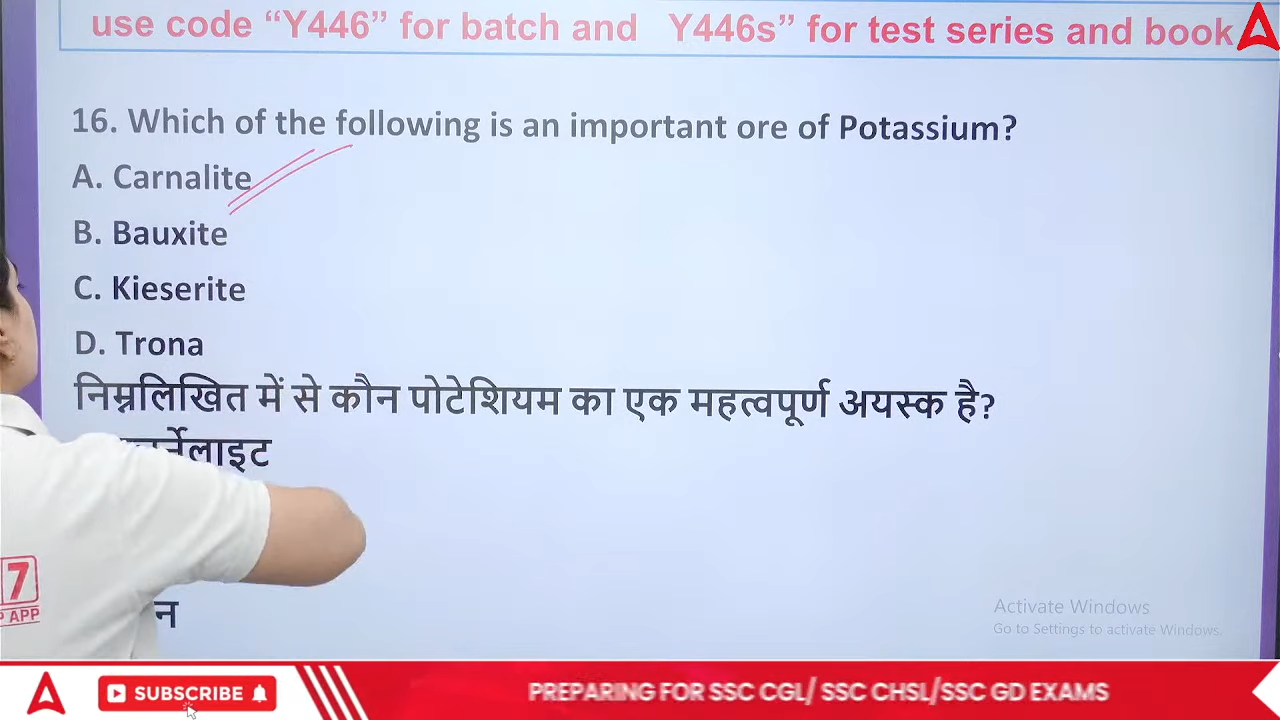 use code “Y446” for batch and Y446s” for test series and book
16. Which of the following is an important ore of Potassium?
A. Carnalite
B. Bauxite
C. Kieserite
D. Trona
निम्नलिखित में से कौन पोटेशियम का एक महत्वपूर्ण अयस्क है?
7
APP
Activate Windows
Go to Settings to activate Windows.
SUBSCRIBE
PREPARING FOR SSC CGL/ SSC CHSL/SSC GD EXAMS